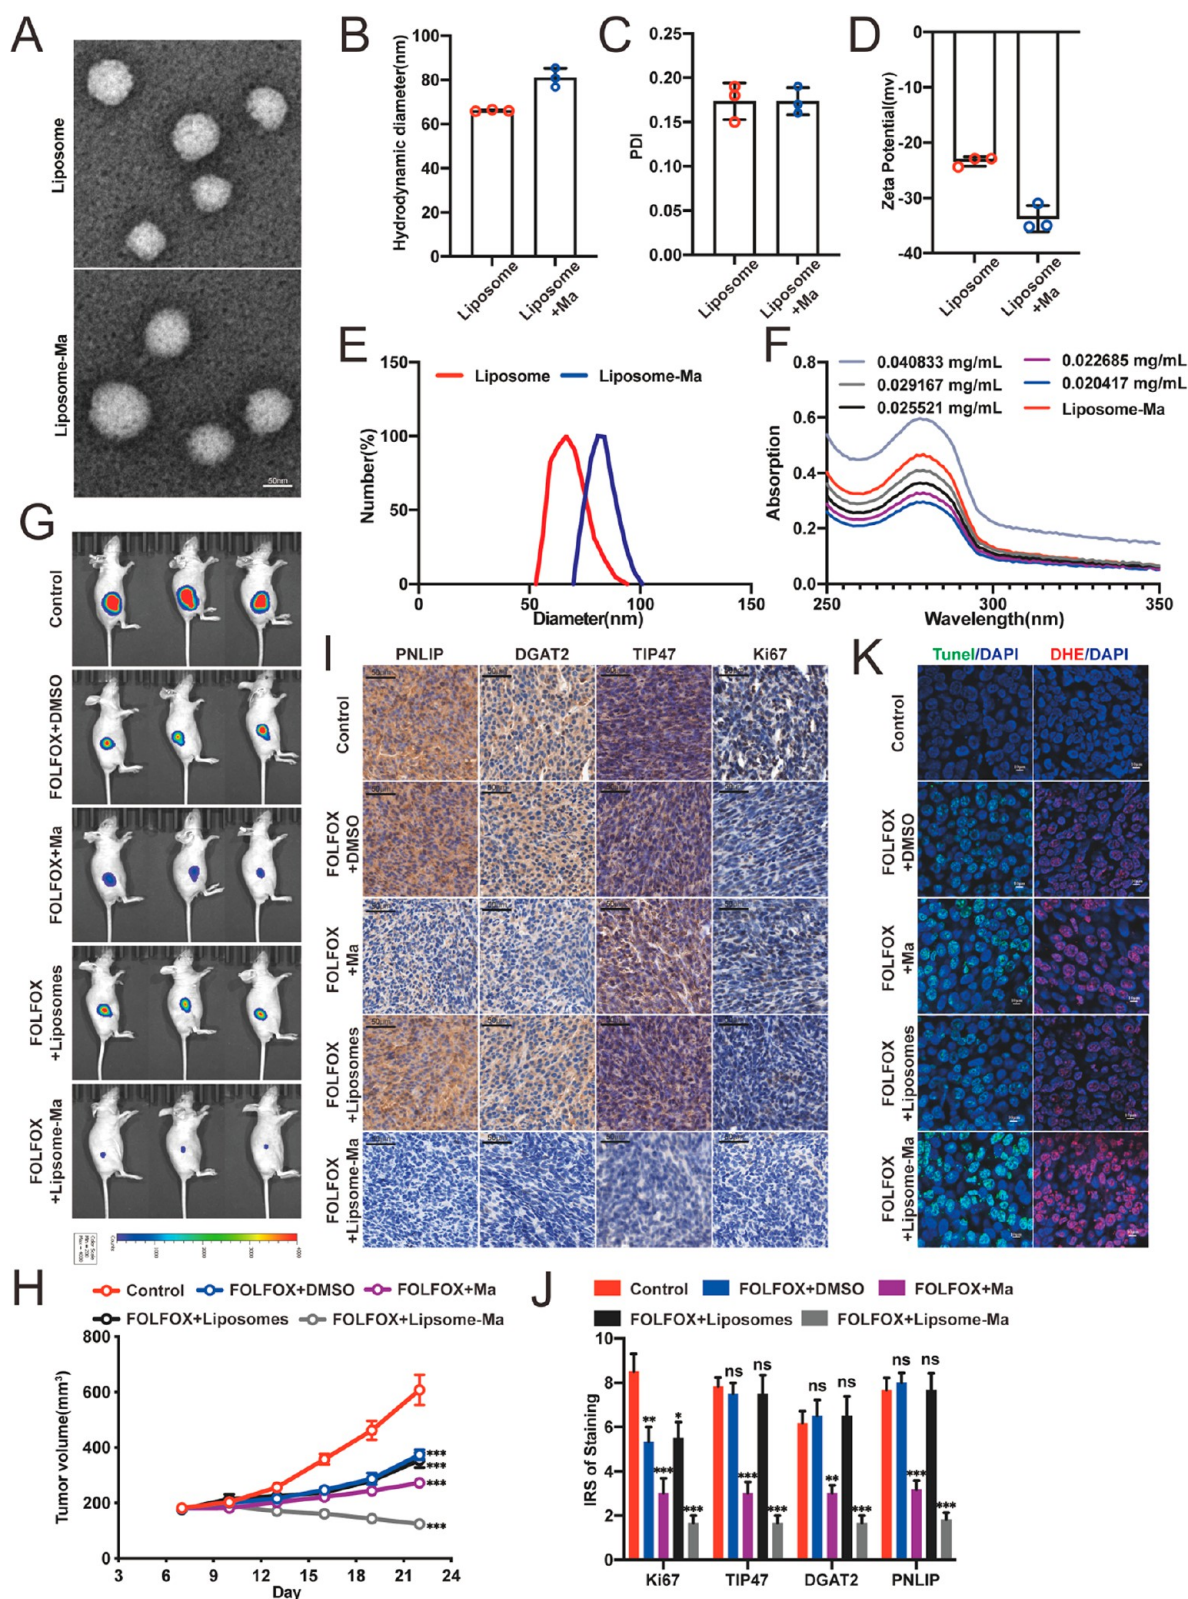 A
Liposome
Liposome-Ma
50nm
B
Hydrodynamic diameter(nm)
100
80
60
40
20
0
Liposome
Liposome
+Ma
C
PDI
0.25
0.20
0.15
0.10
0.05
0.00
Liposome
Liposome
+Ma
D
Zeta Potential(mv)
0
-10
-20
-30
-40
Liposome
Liposome
+Ma
E
Liposome
Liposome-Ma
Number(%)
150
100
50
0
0
50
100
150
Diameter(nm)
F
0.040833 mg/mL
0.029167 mg/mL
0.025521 mg/mL
0.022685 mg/mL
0.020417 mg/mL
Liposome-Ma
Absorption
0.8
0.6
0.4
0.2
0.0
250
300
350
Wavelength(nm)
G
Control
FOLFOX+DMSO
FOLFOX+Ma
FOLFOX
+Liposomes
FOLFOX
+Lipsome-Ma
I
PNLIP DGAT2 TIP47 Ki67
Control
FOLFOX
+DMSO
FOLFOX
+Ma
FOLFOX
+Liposomes
FOLFOX
+Lipsome-Ma
K
Tunel/DAPI DHE/DAPI
Control
FOLFOX
+DMSO
FOLFOX
+Ma
FOLFOX
+Liposomes
FOLFOX
+Lipsome-Ma
H
Control FOLFOX+DMSO FOLFOX+Ma
FOLFOX+Liposomes FOLFOX+Lipsome-Ma
Tumor volume(mm³)
800
600
400
200
0
***
***
***
***
3 6 9 12 15 18 21 24
Day
J
Control FOLFOX+DMSO FOLFOX+Ma
FOLFOX+Liposomes FOLFOX+Lipsome-Ma
IRS of Staining
10
8
6
4
2
0
** *** * ***
ns *** ns ***
ns ** ns ***
ns *** ns ***
Ki67 TIP47 DGAT2 PNLIP